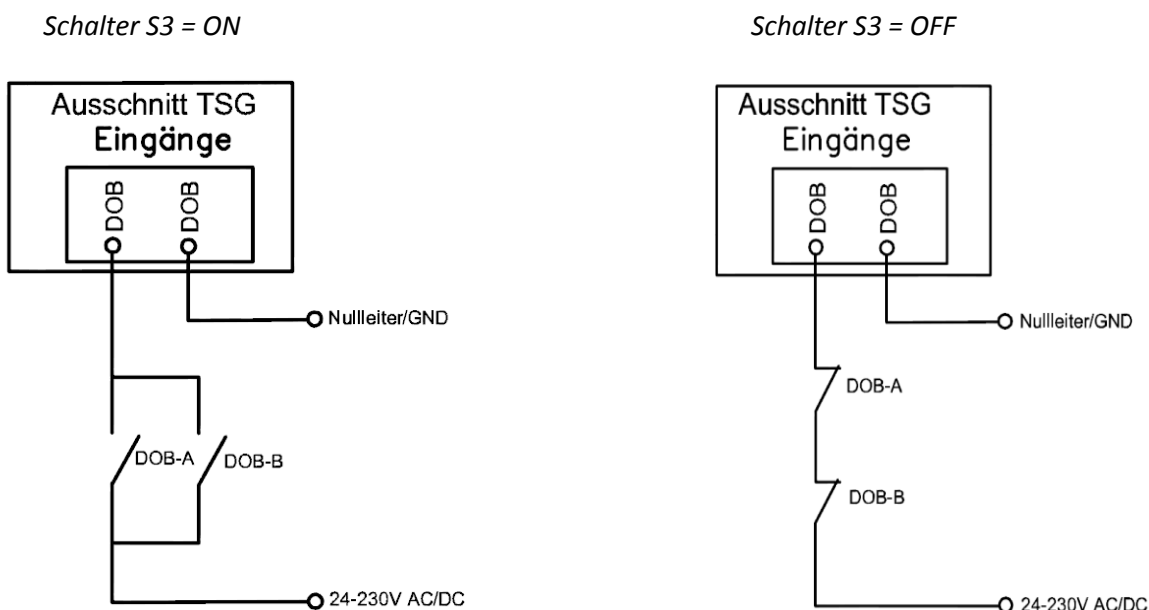 Schalter S3 = ON
Ausschnitt TSG
Eingänge
DOB
DOB
Nullleiter/GND
DOB-A
DOB-B
24-230V AC/DC
Schalter S3 = OFF
Ausschnitt TSG
Eingänge
DOB
DOB
Nullleiter/GND
DOB-A
DOB-B
24-230V AC/DC